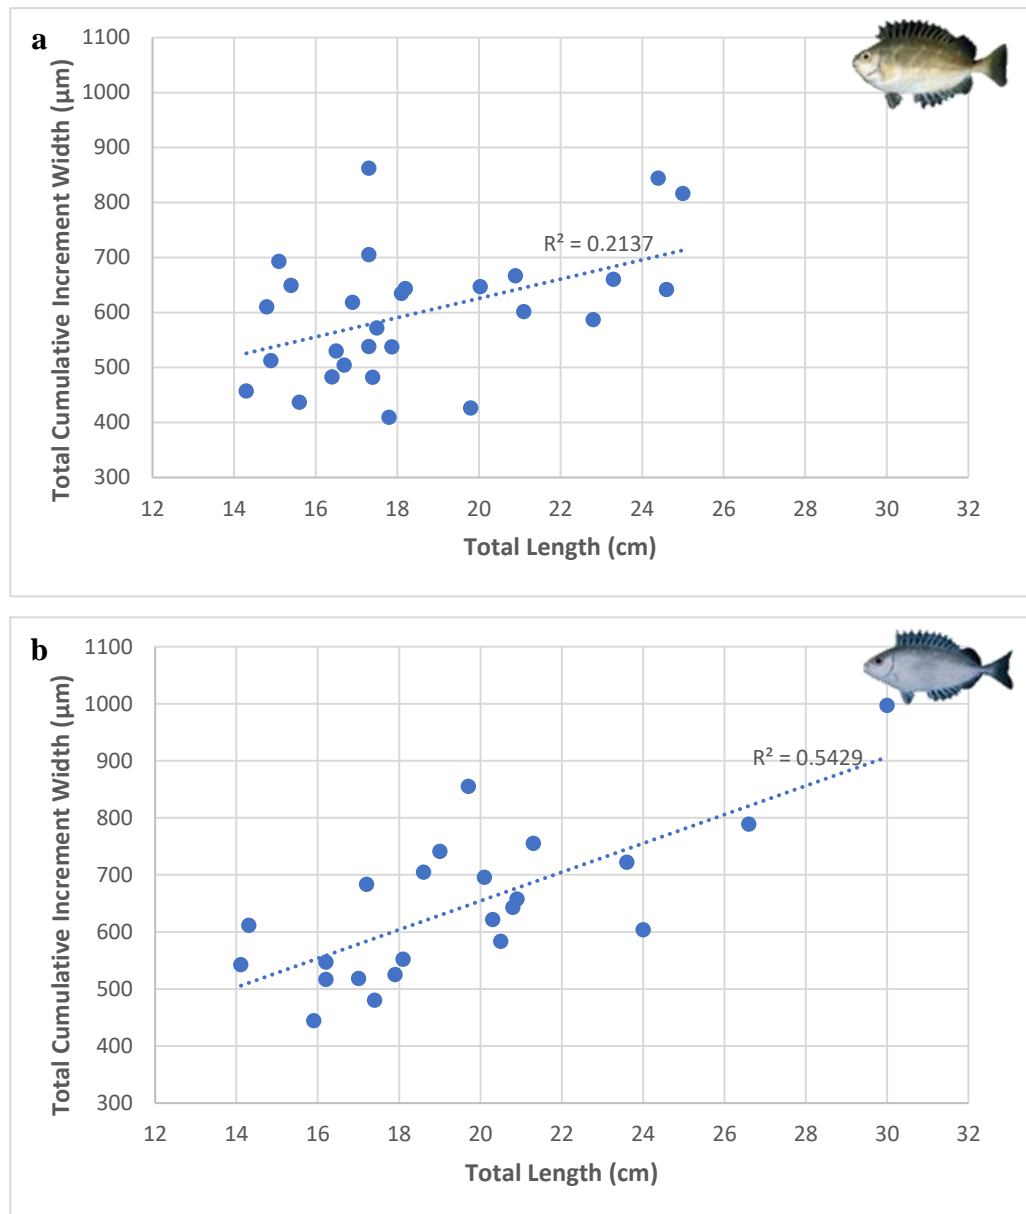 a
Total Cumulative Increment Width (µm)
1100
1000
900
800
700
600
500
400
300
R² = 0.2137
12 14 16 18 20 22 24 26 28 30 32
Total Length (cm)
b
Total Cumulative Increment Width (µm)
1100
1000
900
800
700
600
500
400
300
R² = 0.5429
12 14 16 18 20 22 24 26 28 30 32
Total Length (cm)